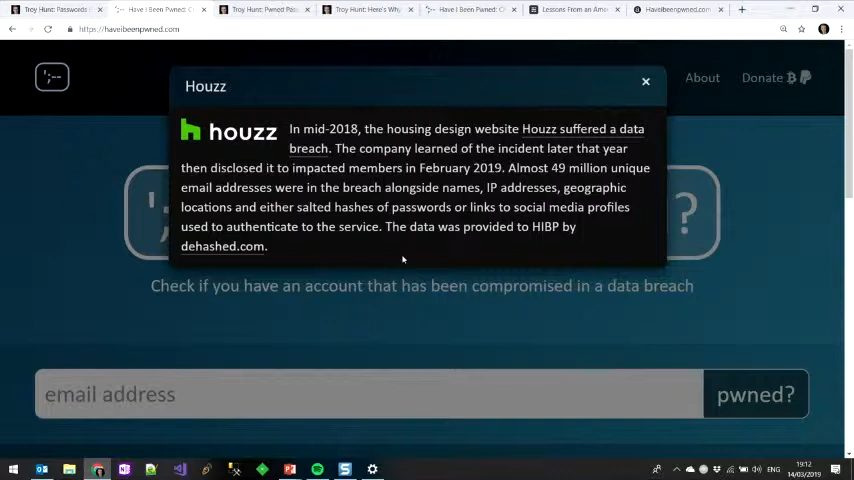 Troy Hunt: Passwords
Have I Been Pwned: C
Troy Hunt: Pwned Pass
Troy Hunt: Here's Why
Have I Been Pwned: C
Lessons From an Ame
Haveibeenpwned.com
https://haveibeenpwned.com
';--
About
Donate
Houzz
houzz In mid-2018, the housing design website Houzz suffered a data
breach. The company learned of the incident later that year
then disclosed it to impacted members in February 2019. Almost 49 million unique
email addresses were in the breach alongside names, IP addresses, geographic
locations and either salted hashes of passwords or links to social media profiles
used to authenticate to the service. The data was provided to HIBP by
dehashed.com.
'; ?
Check if you have an account that has been compromised in a data breach
email address
pwned?
ENG
19:12
14/03/2019